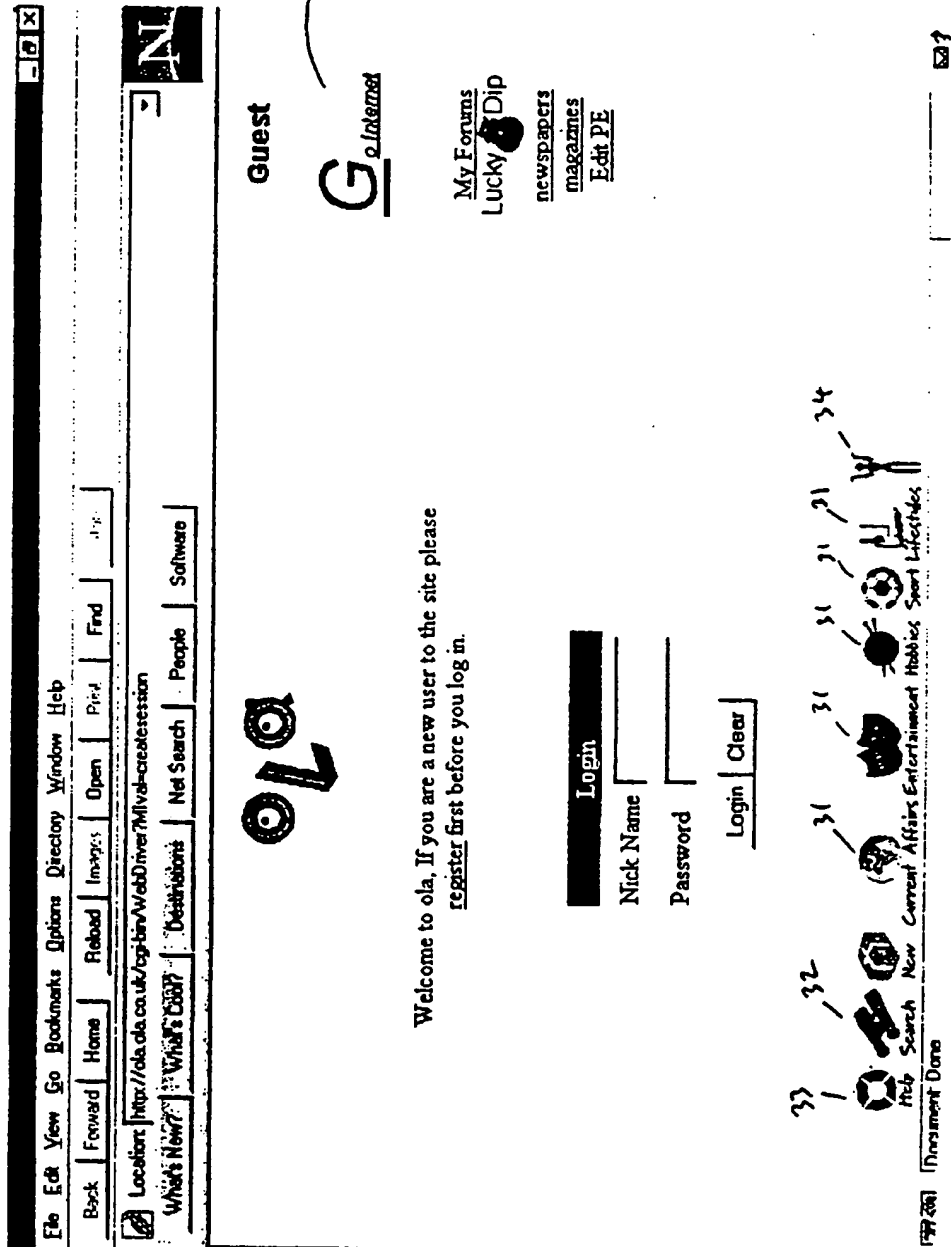 File Edit View Go Bookmarks Options Directory Window Help
Back Forward Home Reload Images Open Print Find
Location: http://ola.ola.co.uk/cgi-bin/WebDriver?MIval=createsession
N
What's New? What's Cool? Destinations Net Search People Software
ola
Guest
Go Internet
Welcome to ola, If you are a new user to the site please
register first before you log in.
My Forums
Lucky Dip
newspapers
magazines
Edit PE
Login
Nick Name
Password
Login Clear
33 32 31 31 31 31 31 34
Help Search New Current Affairs Entertainment Hobbies Sport Lifestyles
Document Done